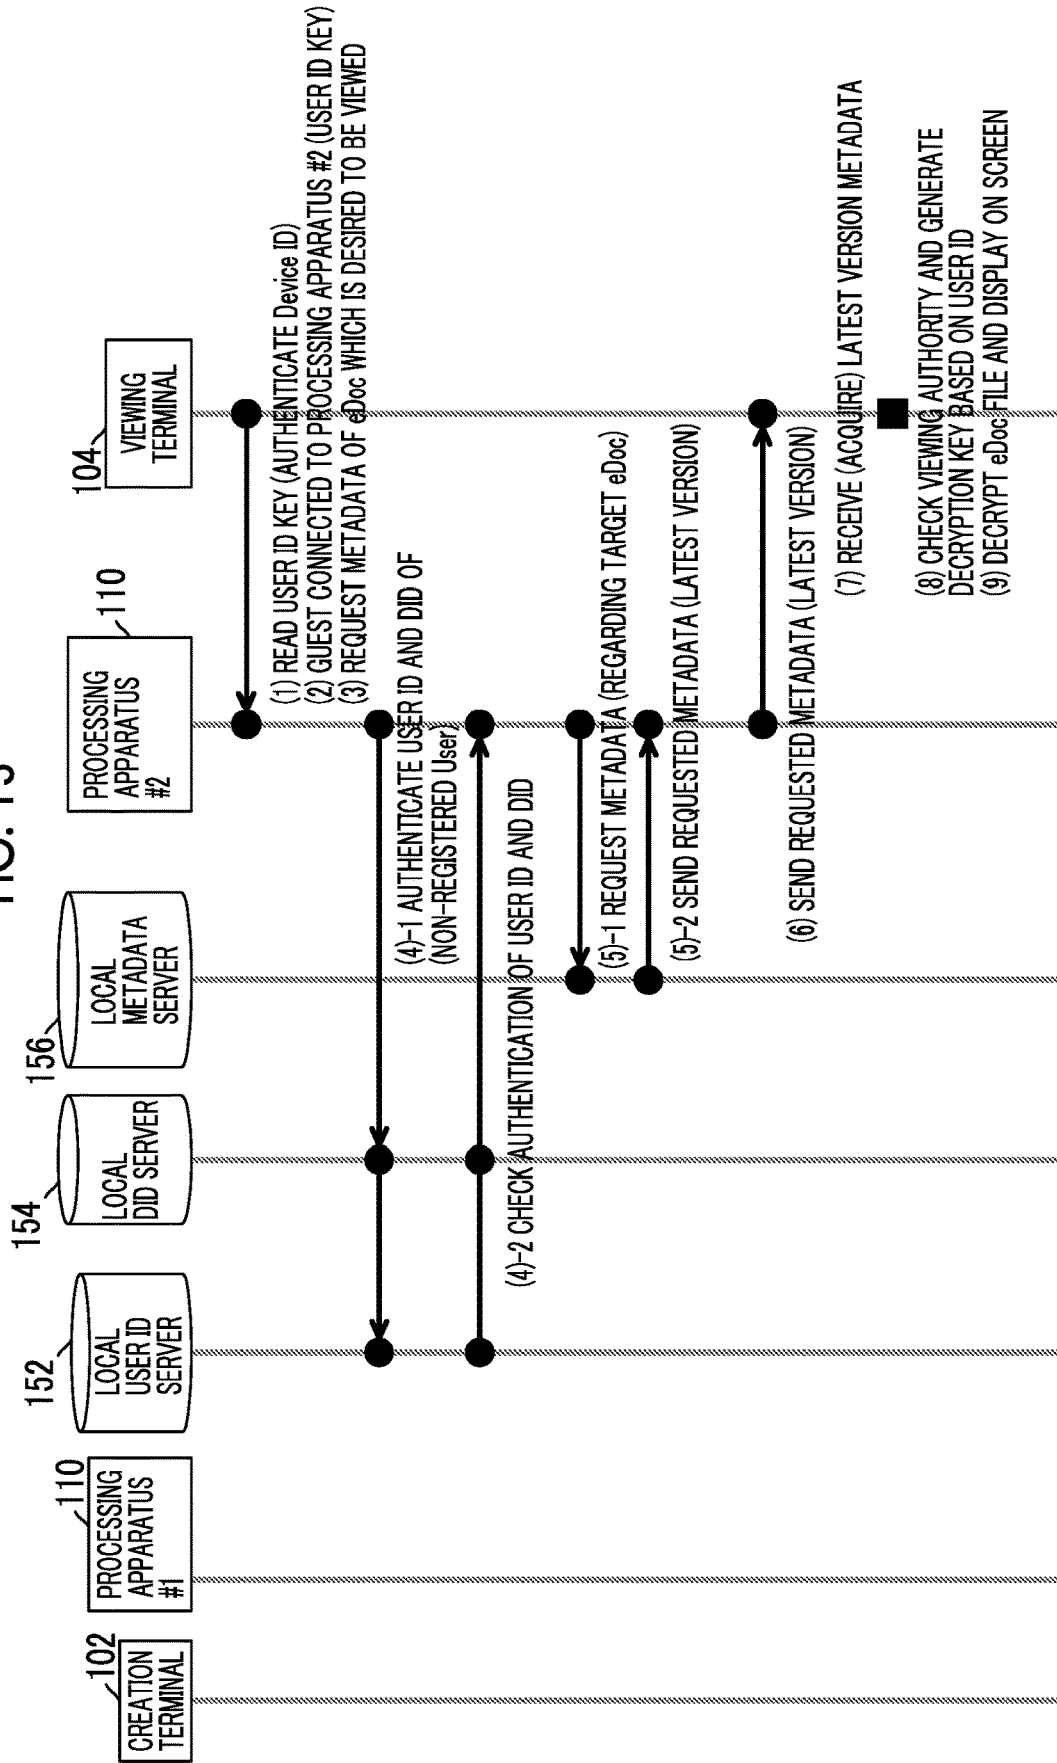 FIG. 15
CREATION
TERMINAL
102
PROCESSING
APPARATUS
#1
110
LOCAL
USER ID
SERVER
152
LOCAL
DID SERVER
154
LOCAL
METADATA
SERVER
156
PROCESSING
APPARATUS
#2
110
VIEWING
TERMINAL
104
(1) READ USER ID KEY (AUTHENTICATE Device ID)
(2) GUEST CONNECTED TO PROCESSING APPARATUS #2 (USER ID KEY)
(3) REQUEST METADATA OF eDoc WHICH IS DESIRED TO BE VIEWED
(4)-1 AUTHENTICATE USER ID AND DID OF
(NON-REGISTERED User)
(4)-2 CHECK AUTHENTICATION OF USER ID AND DID
(5)-1 REQUEST METADATA (REGARDING TARGET eDoc)
(5)-2 SEND REQUESTED METADATA (LATEST VERSION)
(6) SEND REQUESTED METADATA (LATEST VERSION)
(7) RECEIVE (ACQUIRE) LATEST VERSION METADATA
(8) CHECK VIEWING AUTHORITY AND GENERATE
DECRYPTION KEY BASED ON USER ID
(9) DECRYPT eDoc FILE AND DISPLAY ON SCREEN